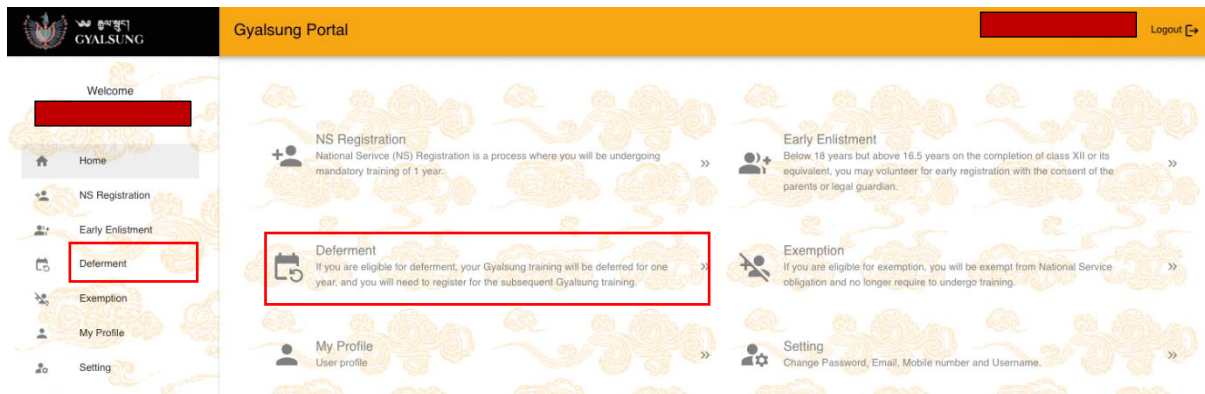 ༄༅ རྒྱལ་སྲུང།
GYALSUNG
Gyalsung Portal
Logout
Welcome
Home
NS Registration
Early Enlistment
Deferment
Exemption
My Profile
Setting
NS Registration
National Serivce (NS) Registration is a process where you will be undergoing
mandatory training of 1 year.
Early Enlistment
Below 18 years but above 16.5 years on the completion of class XII or its
equivalent, you may volunteer for early registration with the consent of the
parents or legal guardian.
Deferment
If you are eligible for deferment, your Gyalsung training will be deferred for one
year, and you will need to register for the subsequent Gyalsung training.
Exemption
If you are eligible for exemption, you will be exempt from National Service
obligation and no longer require to undergo training.
My Profile
User profile
Setting
Change Password, Email, Mobile number and Username.